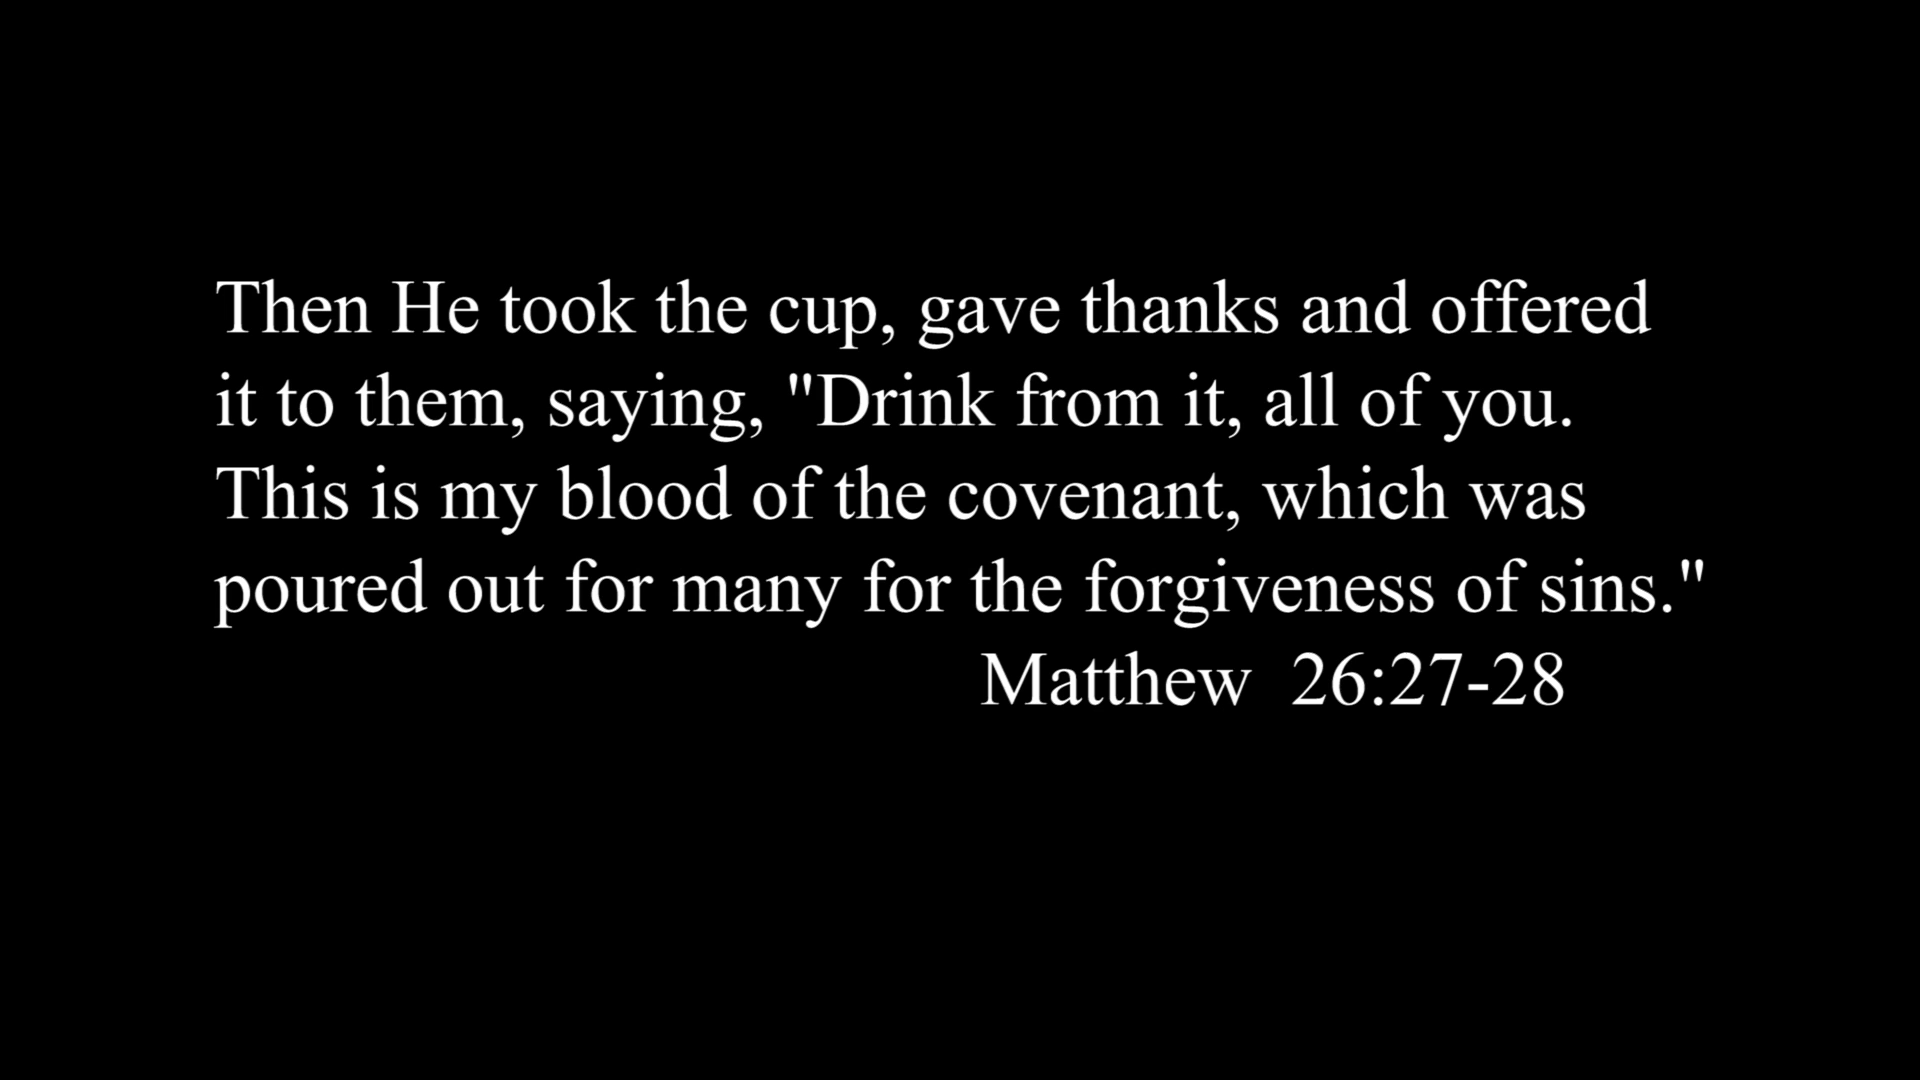 Then He took the cup, gave thanks and offered
it to them, saying, "Drink from it, all of you.
This is my blood of the covenant, which was
poured out for many for the forgiveness of sins."
Matthew  26:27-28